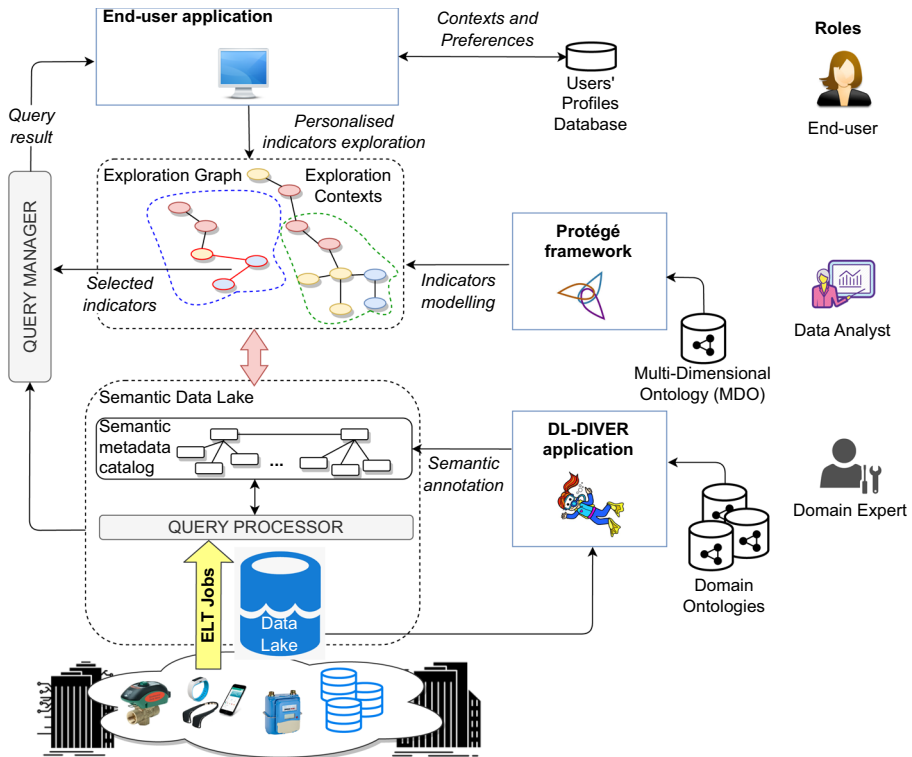 End-user application
Contexts and
Preferences
Roles
Users'
Profiles
Database
End-user
Query
result
Personalised
indicators exploration
Exploration Graph
Exploration
Contexts
QUERY MANAGER
Selected
indicators
Indicators
modelling
Protégé
framework
Data Analyst
Multi-Dimensional
Ontology (MDO)
Semantic Data Lake
Semantic
metadata
catalog
...
Semantic
annotation
DL-DIVER
application
Domain Expert
QUERY PROCESSOR
ELT Jobs
Data
Lake
Domain
Ontologies